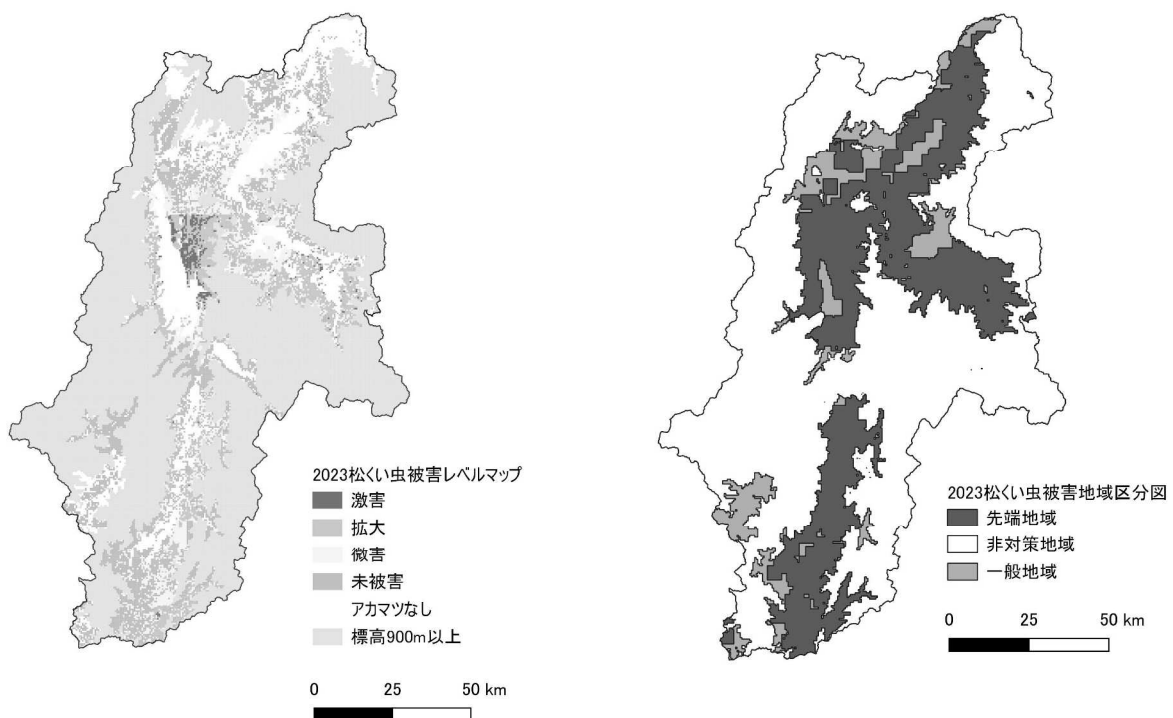 2023松くい虫被害レベルマップ
激害
拡大
微害
未被害
アカマツなし
標高900m以上
0 25 50 km
2023松くい虫被害地域区分図
先端地域
非対策地域
一般地域
0 25 50 km